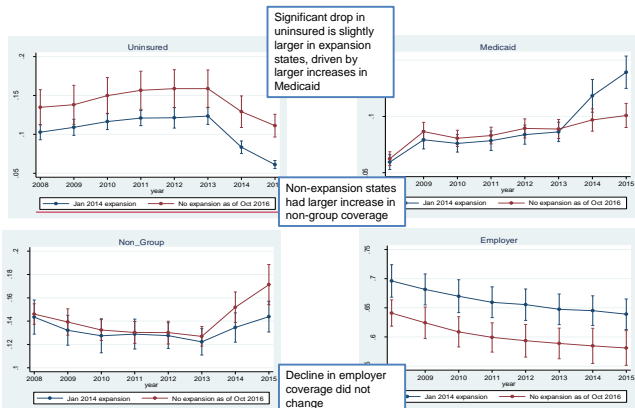 Significant drop in
uninsured is slightly
larger in expansion
states, driven by
larger increases in
Medicaid
Uninsured
.2
.15
.1
.05
2008 2009 2010 2011 2012 2013 2014
year
Jan 2014 expansion No expansion as of Oct 2016
Medicaid
.1
.05
2009 2010 2011 2012 2013 2014 2015
year
Jan 2014 expansion No expansion as of Oct 2016
Non-expansion states
had larger increase in
non-group coverage
Non_Group
.2
.18
.16
.14
.12
.1
2008 2009 2010 2011 2012 2013 2014 2015
year
Jan 2014 expansion No expansion as of Oct 2016
Employer
.75
.7
.65
.6
2009 2010 2011 2012 2013 2014 2015
year
Jan 2014 expansion No expansion as of Oct 2016
Decline in employer
coverage did not
change